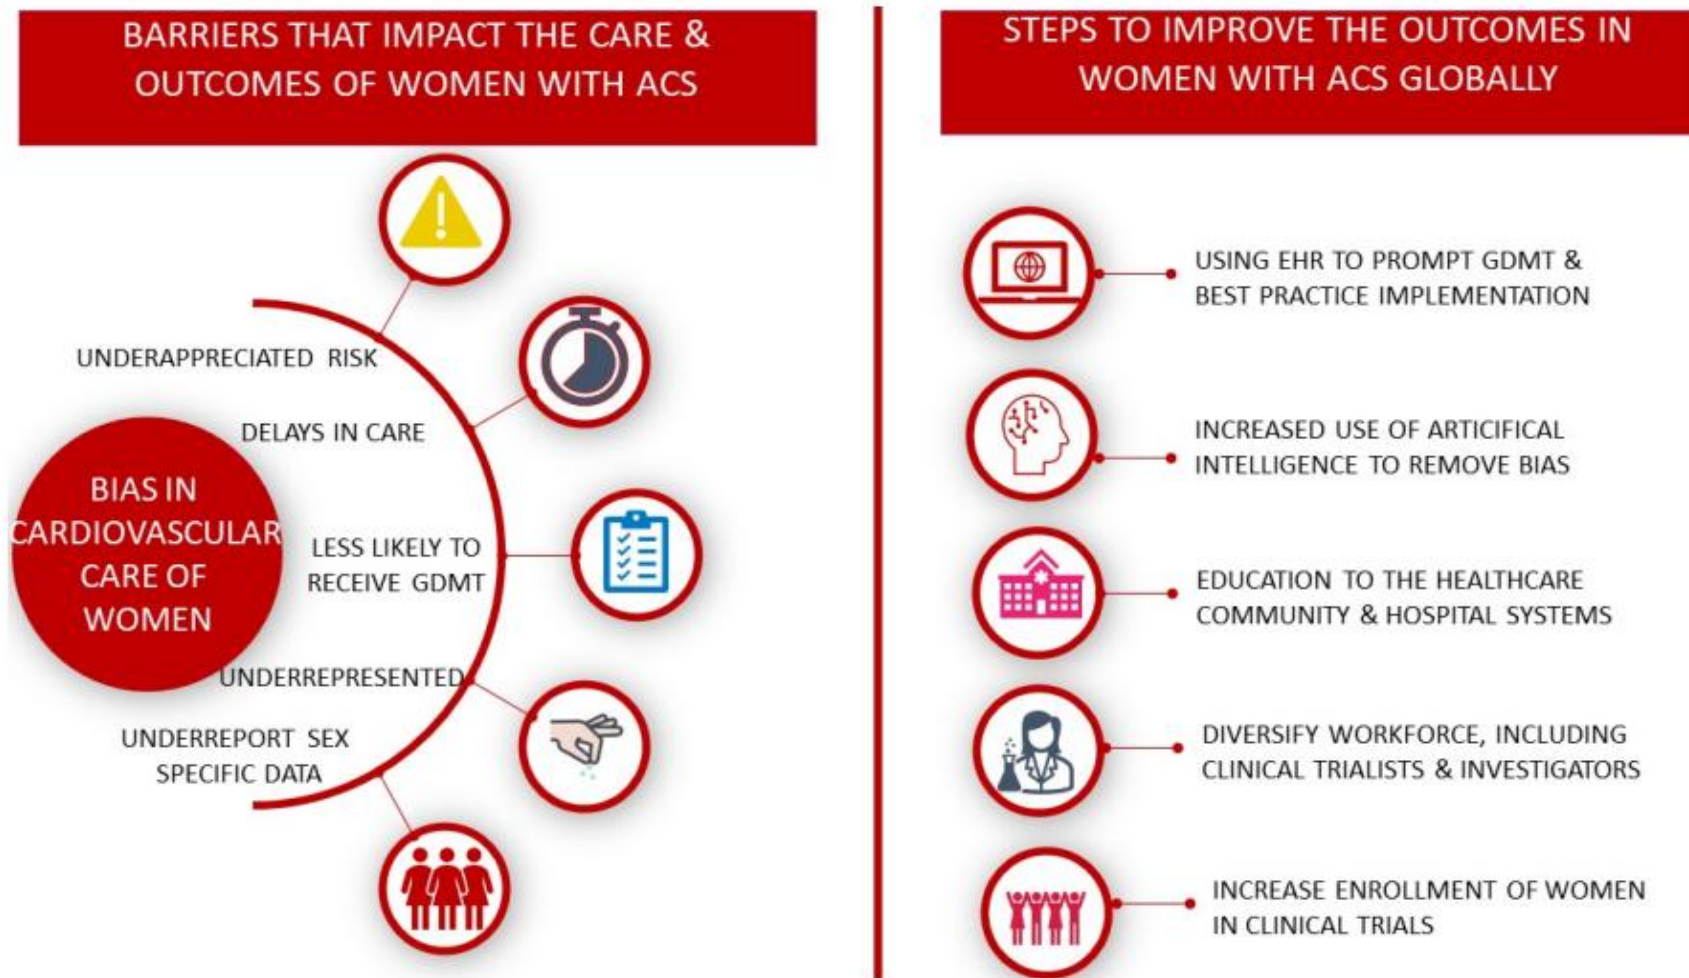 BARRIERS THAT IMPACT THE CARE &
OUTCOMES OF WOMEN WITH ACS
UNDERAPPRECIATED RISK
DELAYS IN CARE
BIAS IN
CARDIOVASCULAR
CARE OF
WOMEN
LESS LIKELY TO
RECEIVE GDMT
UNDERREPRESENTED
UNDERREPORT SEX
SPECIFIC DATA
STEPS TO IMPROVE THE OUTCOMES IN
WOMEN WITH ACS GLOBALLY
USING EHR TO PROMPT GDMT &
BEST PRACTICE IMPLEMENTATION
INCREASED USE OF ARTICIFICAL
INTELLIGENCE TO REMOVE BIAS
EDUCATION TO THE HEALTHCARE
COMMUNITY & HOSPITAL SYSTEMS
DIVERSIFY WORKFORCE, INCLUDING
CLINICAL TRIALISTS & INVESTIGATORS
INCREASE ENROLLMENT OF WOMEN
IN CLINICAL TRIALS